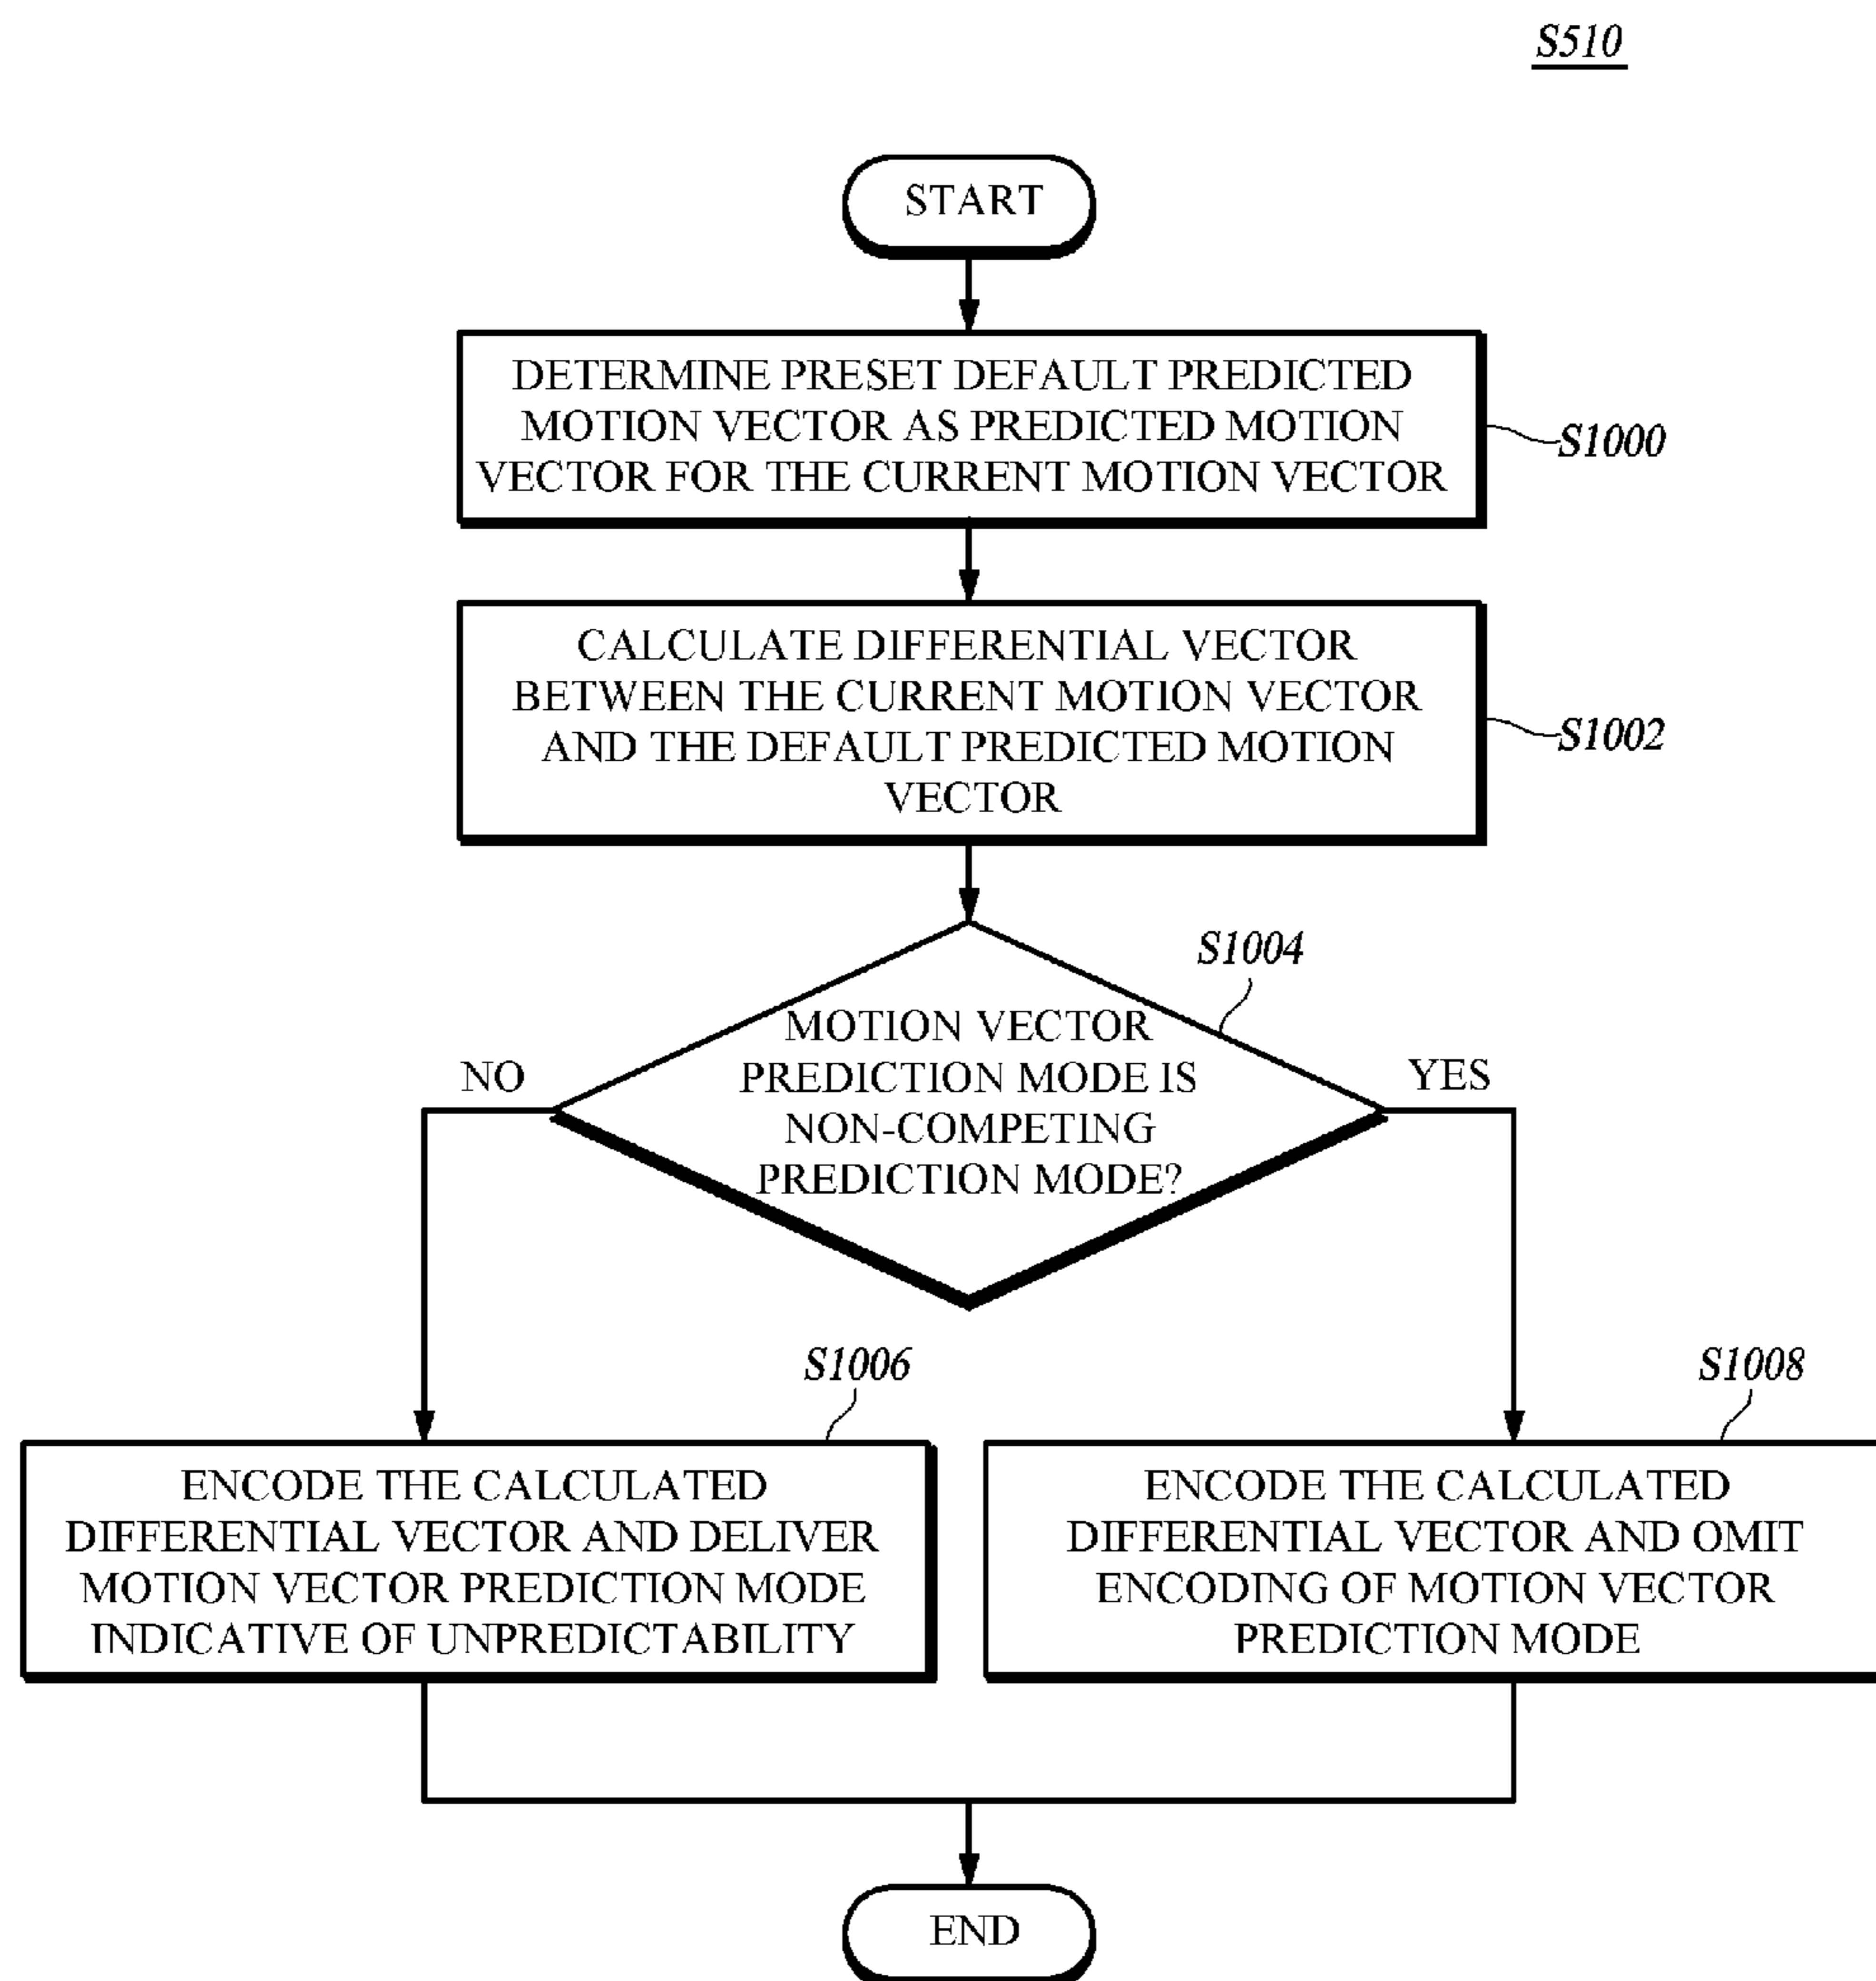 S510
START
DETERMINE PRESET DEFAULT PREDICTED
MOTION VECTOR AS PREDICTED MOTION
VECTOR FOR THE CURRENT MOTION VECTOR
S1000
CALCULATE DIFFERENTIAL VECTOR
BETWEEN THE CURRENT MOTION VECTOR
AND THE DEFAULT PREDICTED MOTION
VECTOR
S1002
S1004
MOTION VECTOR
PREDICTION MODE IS
NON-COMPETING
PREDICTION MODE?
NO
YES
S1006
ENCODE THE CALCULATED
DIFFERENTIAL VECTOR AND DELIVER
MOTION VECTOR PREDICTION MODE
INDICATIVE OF UNPREDICTABILITY
S1008
ENCODE THE CALCULATED
DIFFERENTIAL VECTOR AND OMIT
ENCODING OF MOTION VECTOR
PREDICTION MODE
END